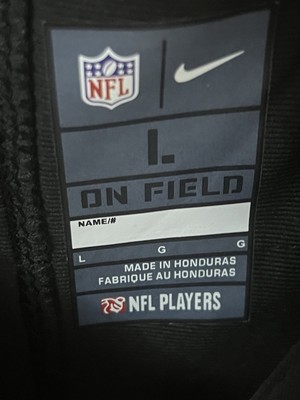 NFL
L
ON FIELD
NAME/#
L G G
MADE IN HONDURAS
FABRIQUE AU HONDURAS
NFL PLAYERS